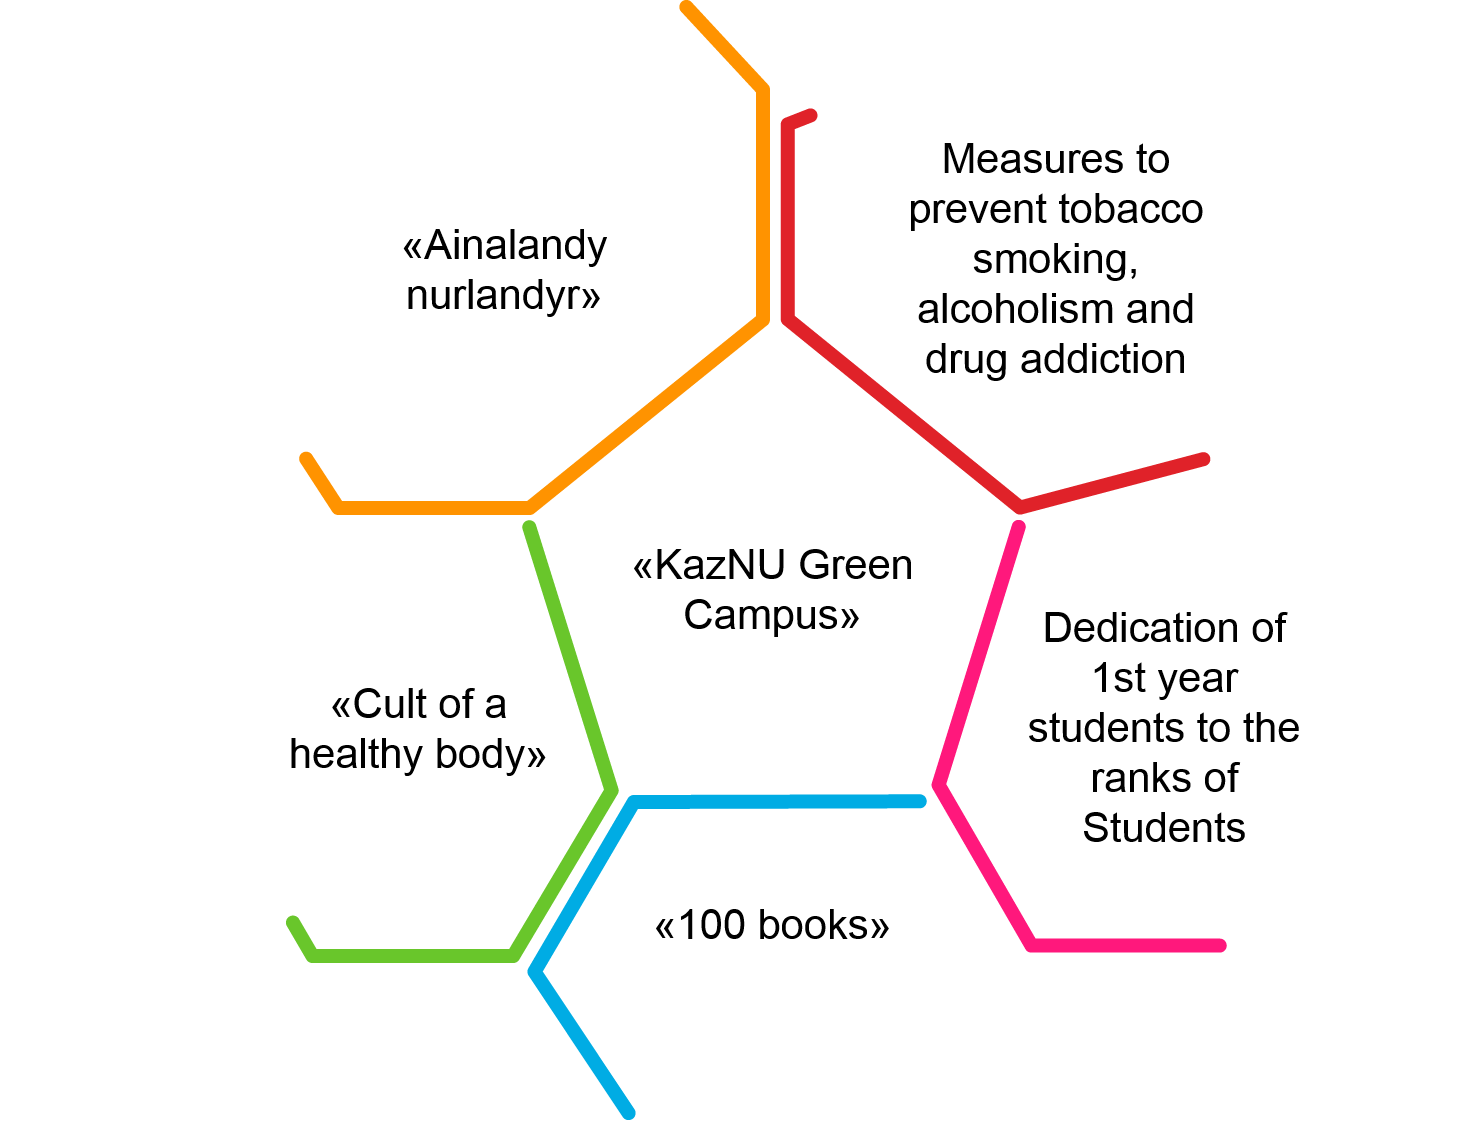 «Ainalandy
nurlandyr»
Measures to
prevent tobacco
smoking,
alcoholism and
drug addiction
«KazNU Green
Campus»
«Cult of a
healthy body»
Dedication of
1st year
students to the
ranks of
Students
«100 books»